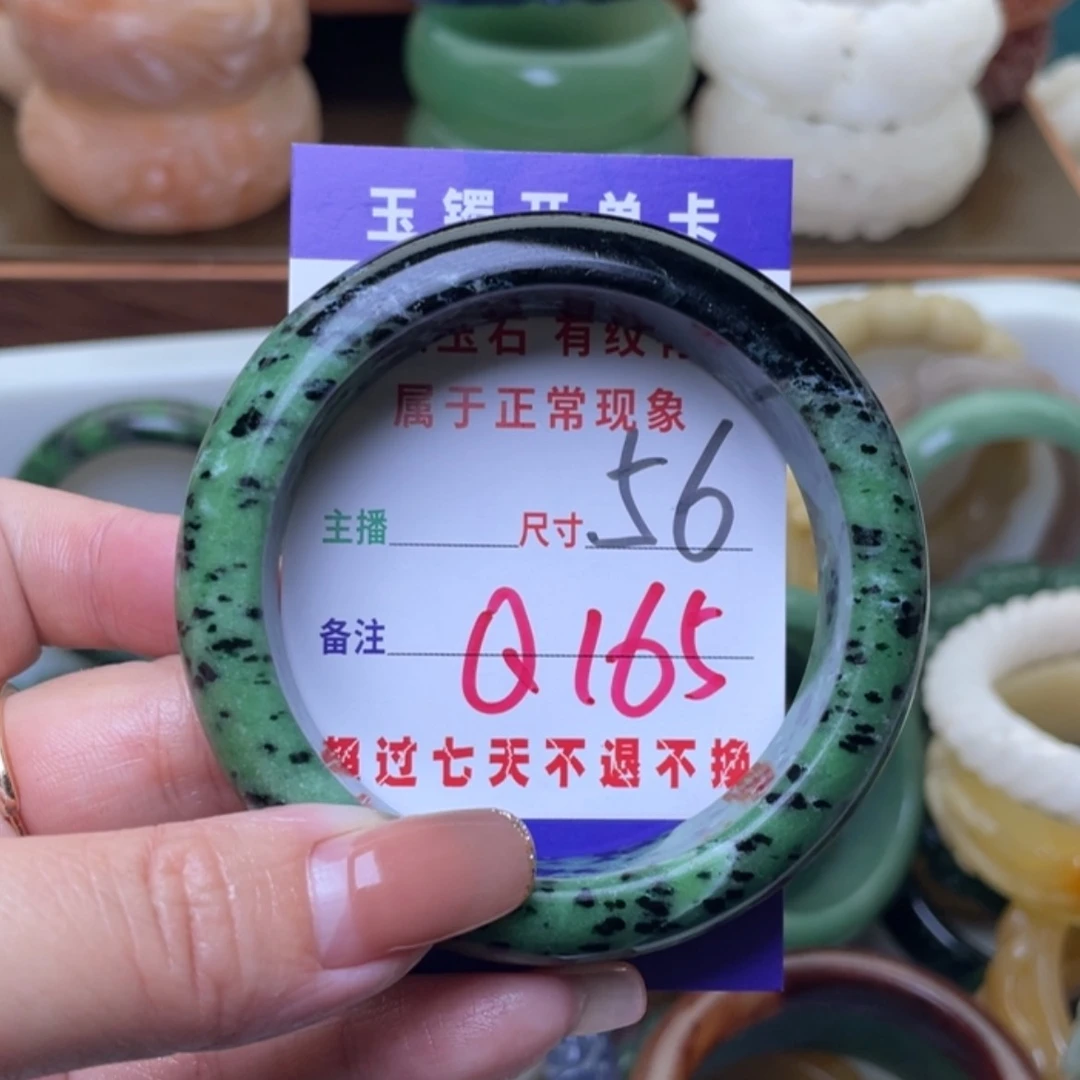 玉镯开单卡
玉石 有纹
属于正常现象
主播 尺寸 56
备注 Q165
超过七天不退不换